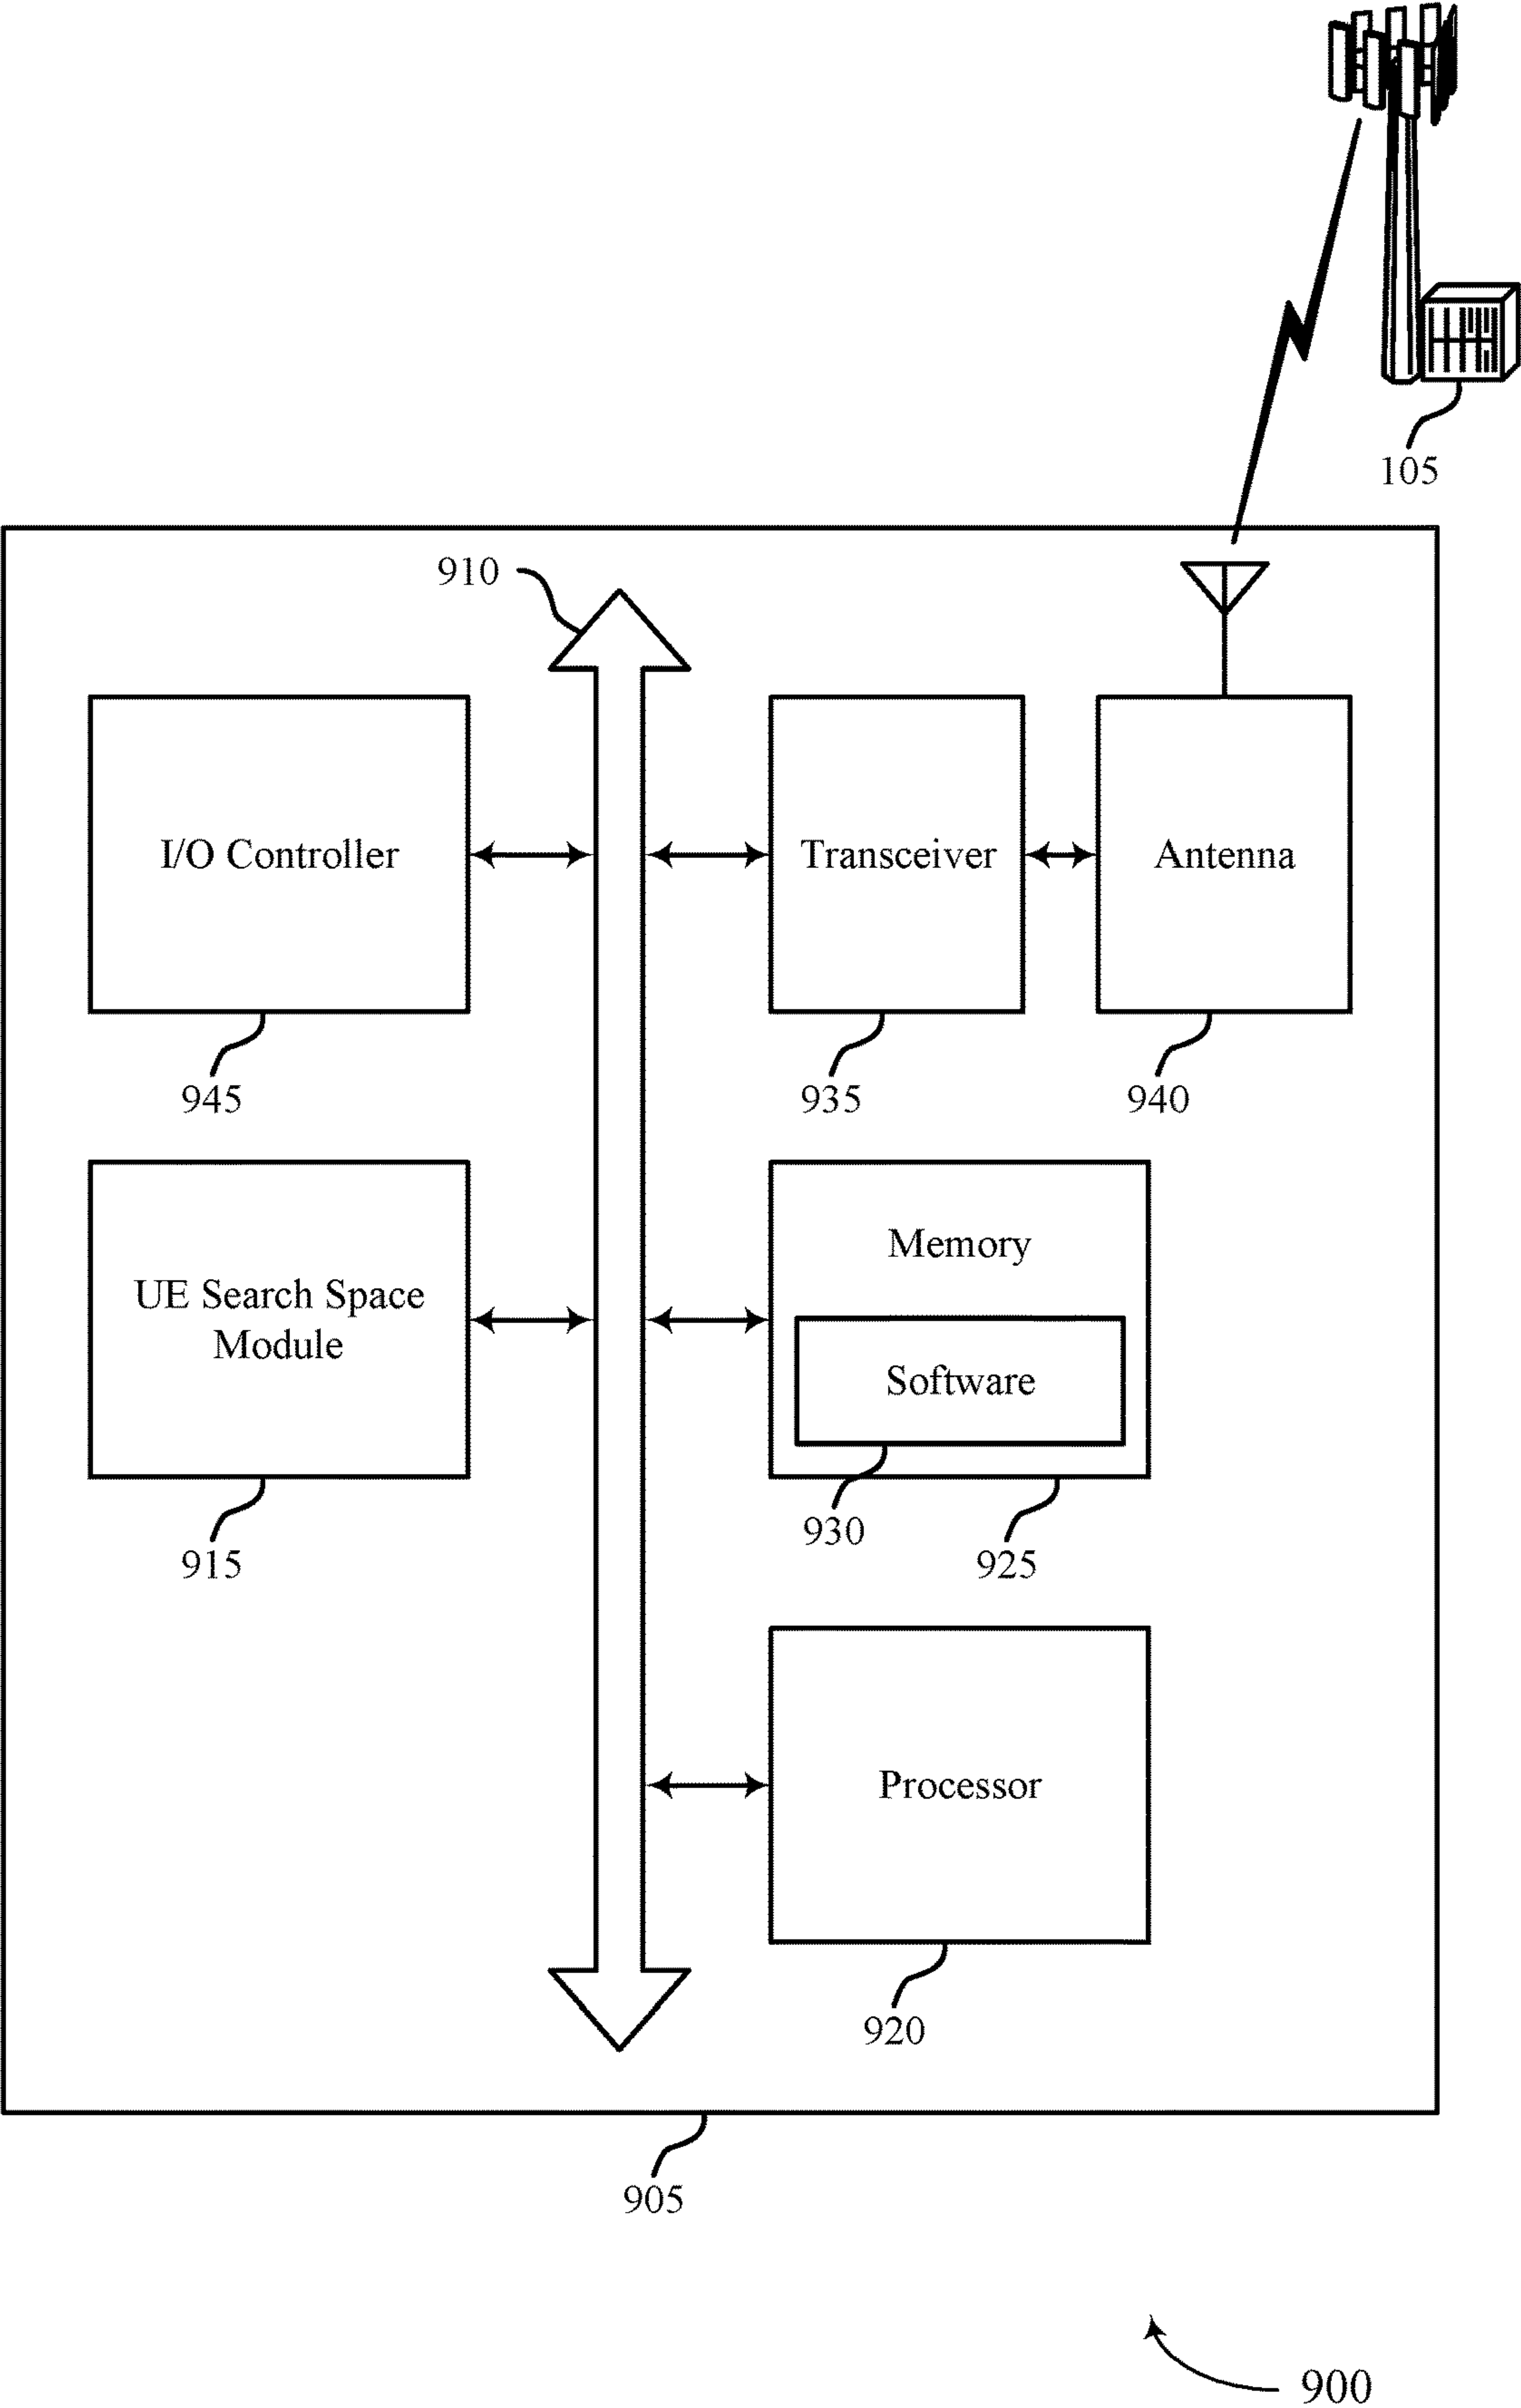 105
910
I/O Controller
Transceiver
Antenna
945
935
940
UE Search Space
Module
Memory
Software
930
925
915
Processor
920
905
900